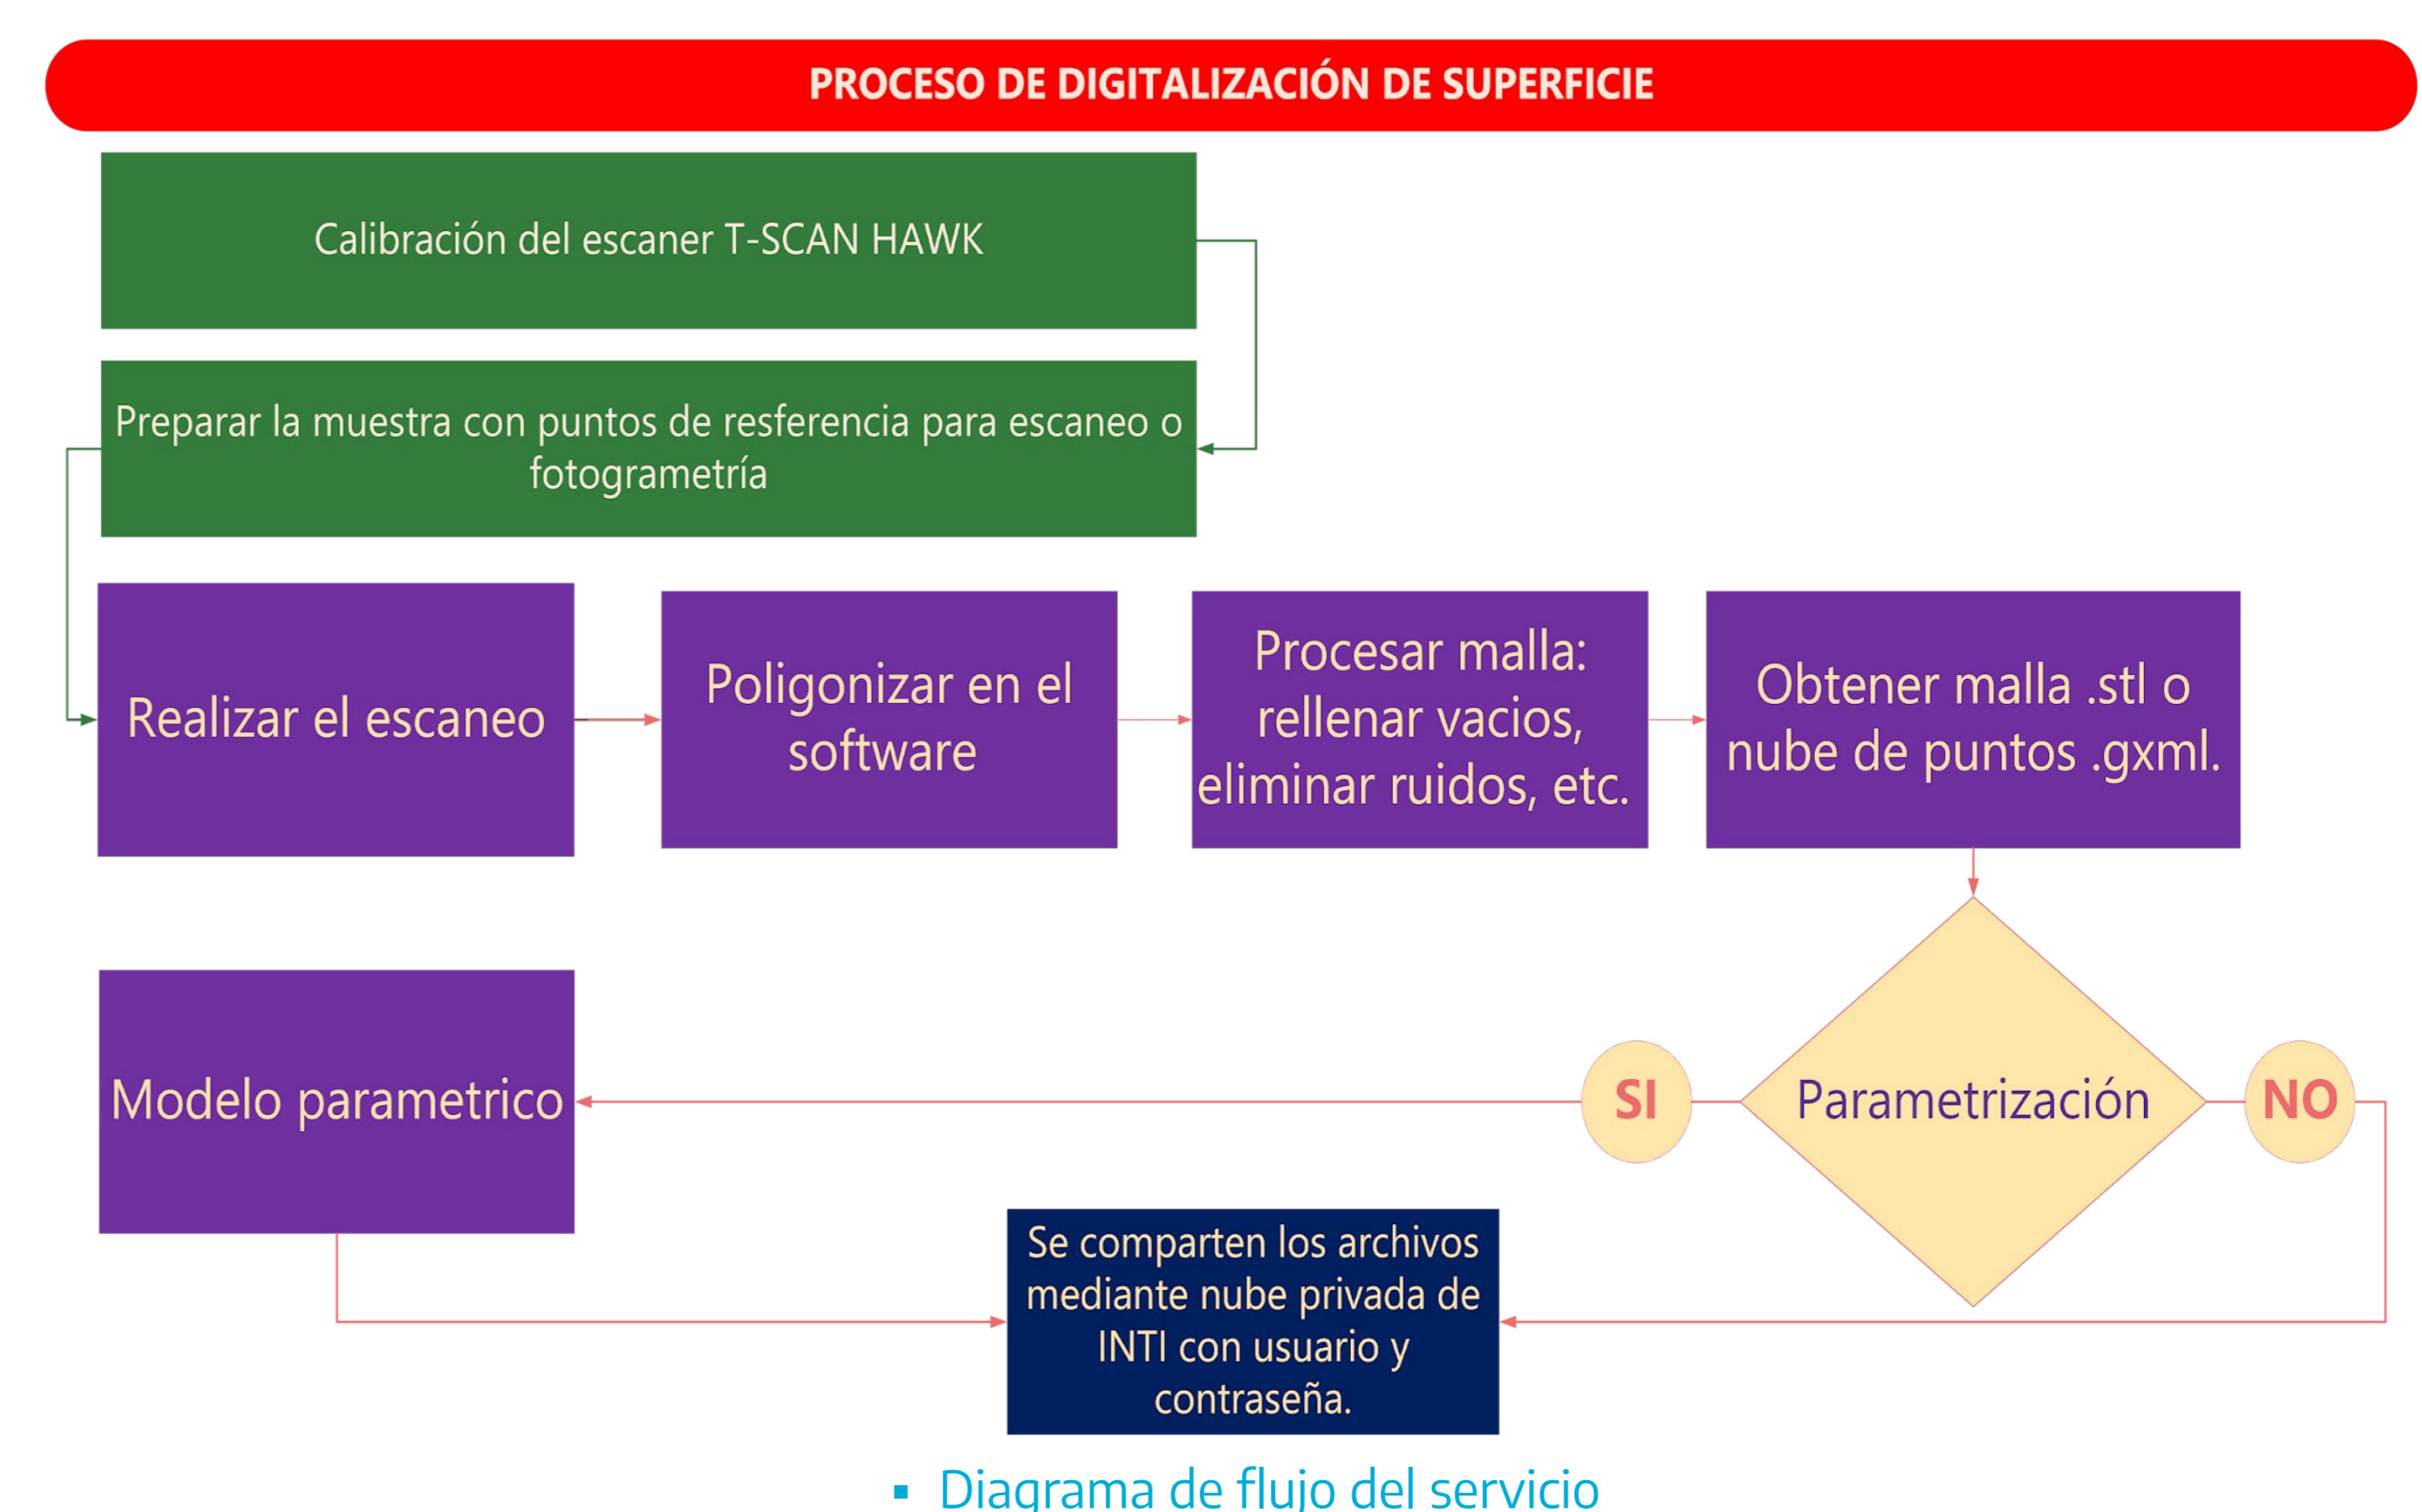 PROCESO DE DIGITALIZACIÓN DE SUPERFICIE
Calibración del escaner T-SCAN HAWK
Preparar la muestra con puntos de resferencia para escaneo o
fotogrametría
Realizar el escaneo
Poligonizar en el
software
Procesar malla:
rellenar vacios,
eliminar ruidos, etc.
Obtener malla .stl o
nube de puntos .gxml.
Modelo parametrico
SI
Parametrización
NO
Se comparten los archivos
mediante nube privada de
INTI con usuario y
contraseña.
▪ Diagrama de flujo del servicio